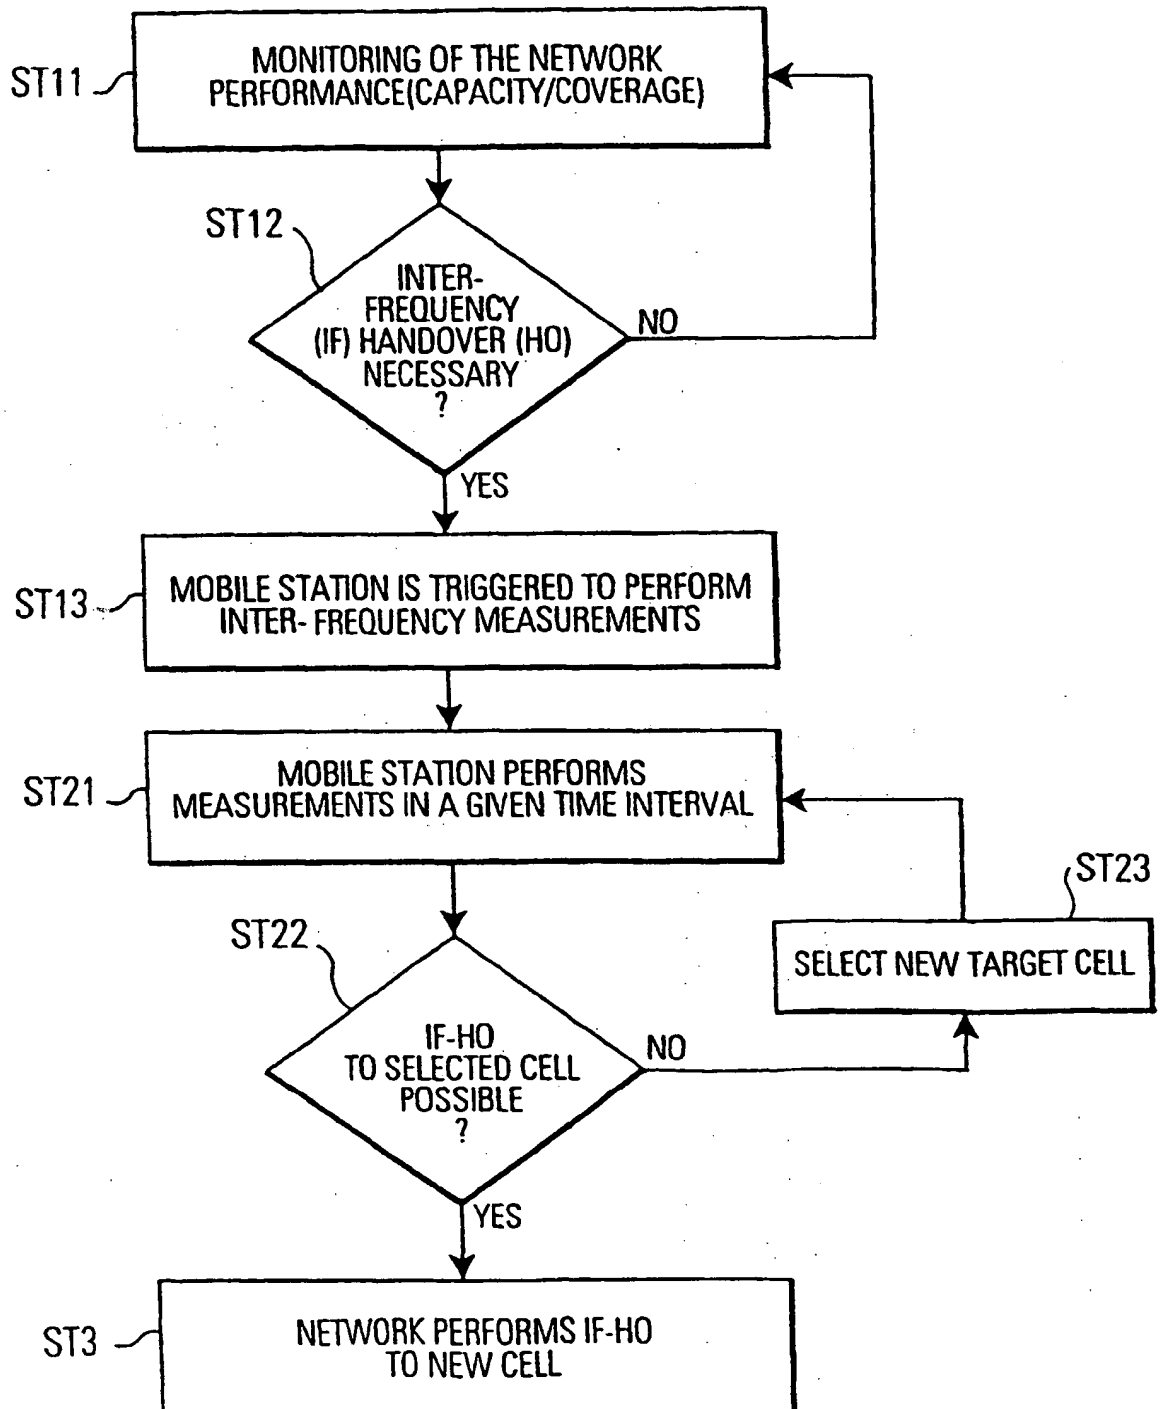 ST11
MONITORING OF THE NETWORK
PERFORMANCE(CAPACITY/COVERAGE)
ST12
INTER-
FREQUENCY
(IF) HANDOVER (HO)
NECESSARY
?
NO
YES
ST13
MOBILE STATION IS TRIGGERED TO PERFORM
INTER- FREQUENCY MEASUREMENTS
ST21
MOBILE STATION PERFORMS
MEASUREMENTS IN A GIVEN TIME INTERVAL
ST23
SELECT NEW TARGET CELL
ST22
IF-HO
TO SELECTED CELL
POSSIBLE
?
NO
YES
ST3
NETWORK PERFORMS IF-HO
TO NEW CELL